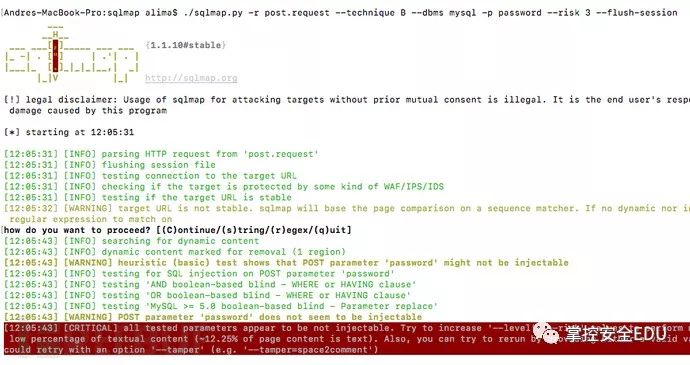 Andres-MacBook-Pro:sqlmap alima$ ./sqlmap.py -r post.request --technique B --dbms mysql -p password --risk 3 --flush-session
{1.1.10#stable}
http://sqlmap.org
[!] legal disclaimer: Usage of sqlmap for attacking targets without prior mutual consent is illegal. It is the end user's
damage caused by this program
[*] starting at 12:05:31
[12:05:31] [INFO] parsing HTTP request from 'post.request'
[12:05:31] [INFO] flushing session file
[12:05:31] [INFO] testing connection to the target URL
[12:05:31] [INFO] checking if the target is protected by some kind of WAF/IPS/IDS
[12:05:31] [INFO] testing if the target URL is stable
[12:05:32] [WARNING] target URL is not stable. sqlmap will base the page comparison on a sequence matcher. If no dynamic nor
regular expression to match on
how do you want to proceed? [(C)ontinue/(s)tring/(r)egex/(q)uit]
[12:05:43] [INFO] searching for dynamic content
[12:05:43] [INFO] dynamic content marked for removal (1 region)
[12:05:43] [WARNING] heuristic (basic) test shows that POST parameter 'password' might not be injectable
[12:05:43] [INFO] testing for SQL injection on POST parameter 'password'
[12:05:43] [INFO] testing 'AND boolean-based blind - WHERE or HAVING clause'
[12:05:43] [INFO] testing 'OR boolean-based blind - WHERE or HAVING clause'
[12:05:43] [INFO] testing 'MySQL >= 5.0 boolean-based blind - Parameter replace'
[12:05:43] [WARNING] POST parameter 'password' does not seem to be injectable
[12:05:43] [CRITICAL] all tested parameters appear to be not injectable. Try to increase '--level
low percentage of textual content (~12.25% of page content is text). Also, you can try to rerun by
could retry with an option '--tamper' (e.g. '--tamper=space2comment')
掌控安全EDU